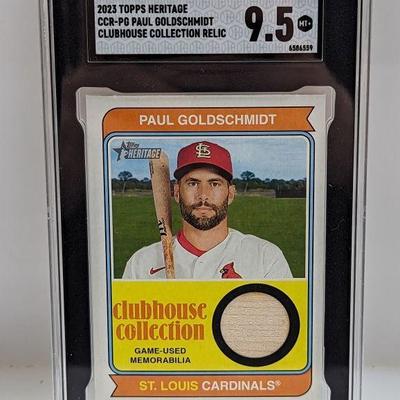 2023 TOPPS HERITAGE
CCR-PG PAUL GOLDSCHMIDT
CLUBHOUSE COLLECTION RELIC
9.5
MT+
6586559
PAUL GOLDSCHMIDT
Topps
HERITAGE
clubhouse
collection
GAME-USED
MEMORABILIA
ST. LOUIS CARDINALS®